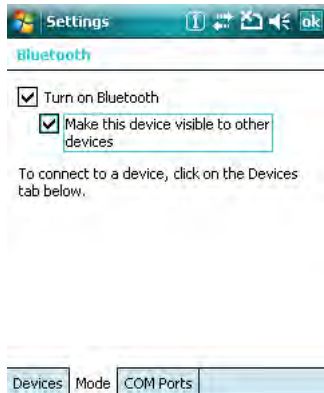 Settings
ok
Bluetooth
Turn on Bluetooth
Make this device visible to other
devices
To connect to a device, click on the Devices
tab below.
Devices Mode COM Ports